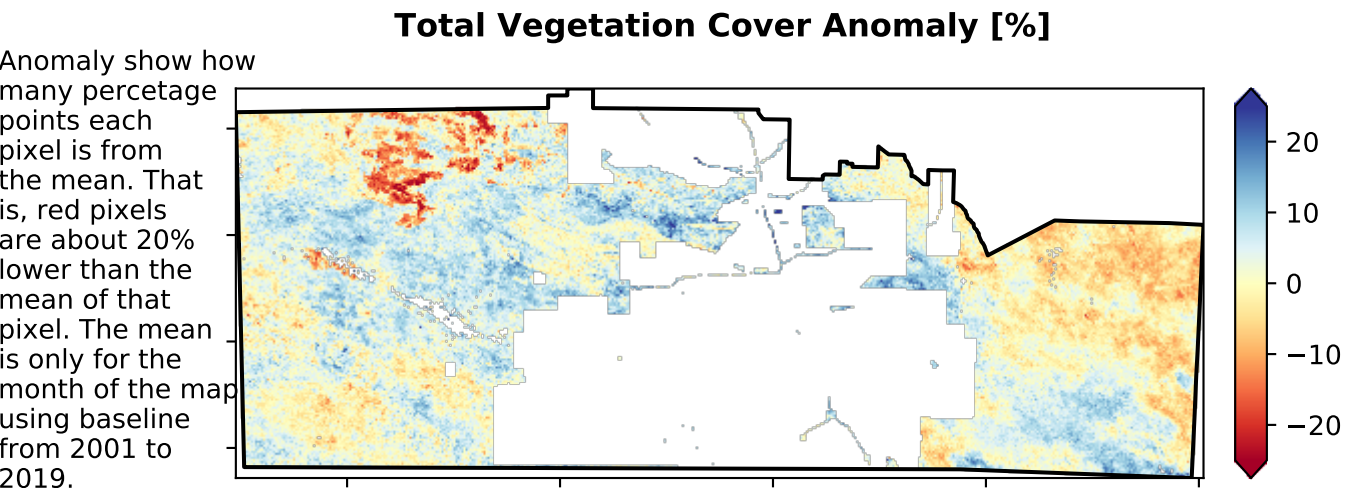 Total Vegetation Cover Anomaly [%]
Anomaly show how
many percetage
points each
pixel is from
the mean. That
is, red pixels
are about 20%
lower than the
mean of that
pixel. The mean
is only for the
month of the map
using baseline
from 2001 to
2019.
20
10
0
−10
−20